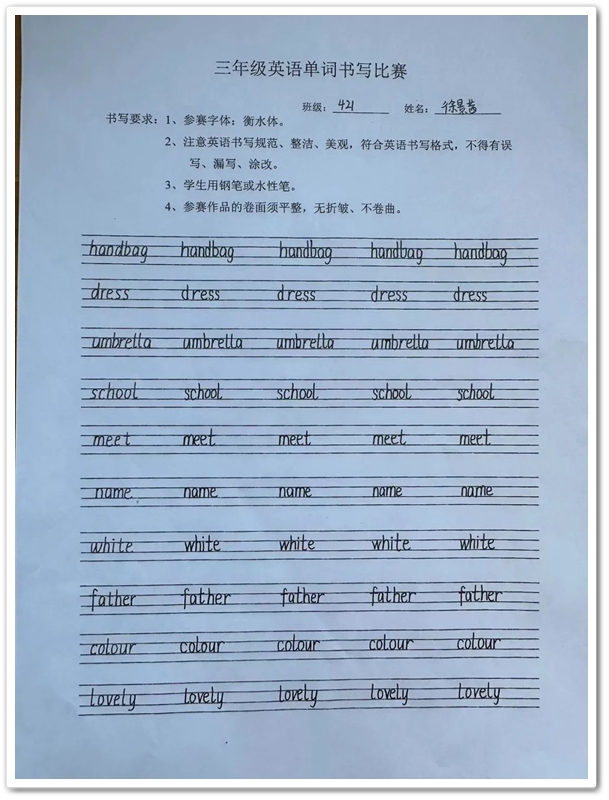 三年级英语单词书写比赛
班级：421 姓名：徐景茜
书写要求：1、参赛字体：衡水体。
2、注意英语书写规范、整洁、美观，符合英语书写格式，不得有误
写、漏写、涂改。
3、学生用钢笔或水性笔。
4、参赛作品的卷面须平整，无折皱、不卷曲。
handbag handbag handbag handbag handbag
dress dress dress dress dress
umbrella umbrella umbrella umbrella umbrella
school school school school school
meet meet meet meet meet
name name name name name
white white white white white
father father father father father
colour colour colour colour colour
lovely lovely lovely lovely lovely